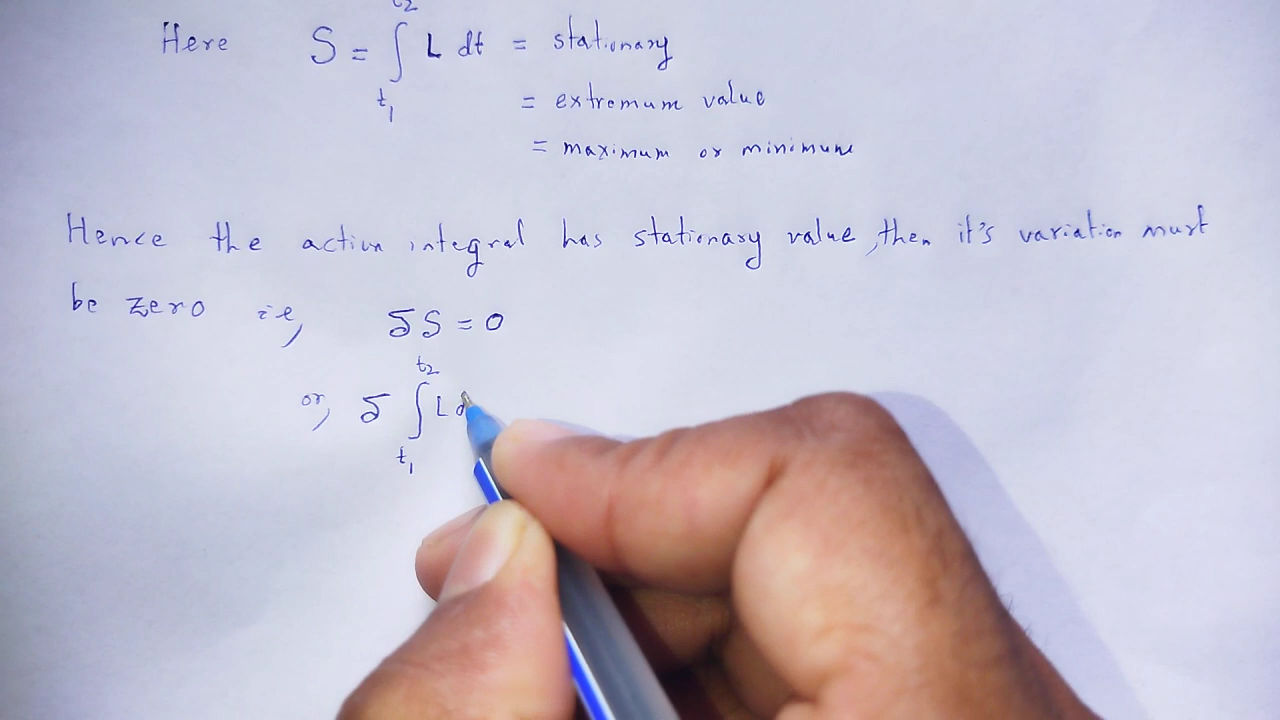 t2
Here S = ∫ L dt = stationary
t1
= extremum value
= maximum or minimum
Hence the action integral has stationary value, then it's variation must
be zero ie, δS = 0
t2
or, δ ∫ L d
t1